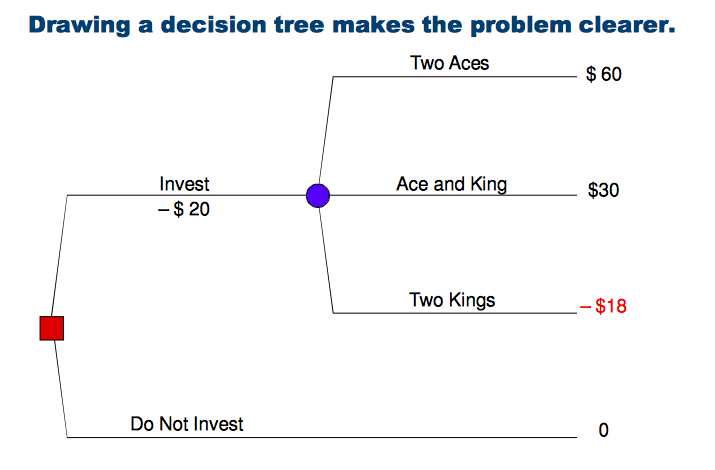 Drawing a decision tree makes the problem clearer.
Two Aces
$ 60
Invest
– $ 20
Ace and King
$30
Two Kings
– $18
Do Not Invest
0